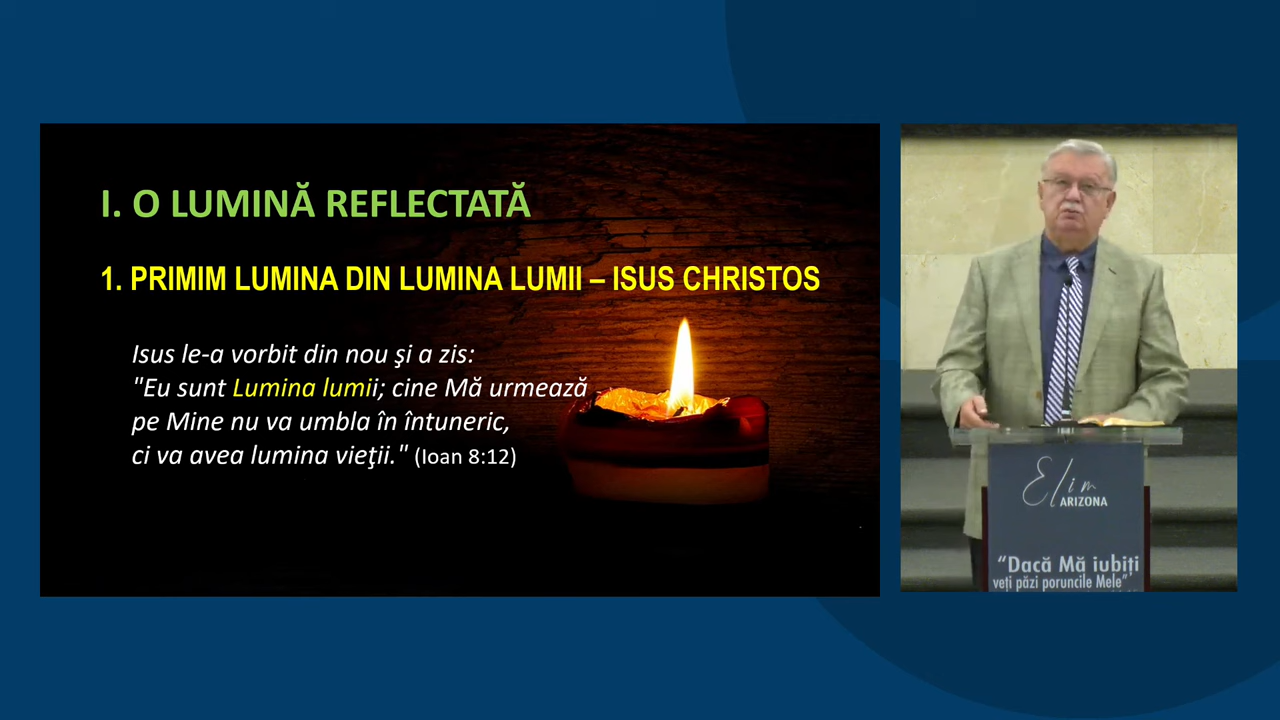 I. O LUMINĂ REFLECTATĂ
1. PRIMIM LUMINA DIN LUMINA LUMII – ISUS CHRISTOS
Isus le-a vorbit din nou şi a zis:
"Eu sunt Lumina lumii; cine Mă urmează
pe Mine nu va umbla în întuneric,
ci va avea lumina vieţii." (Ioan 8:12)
Elim
ARIZONA
“Dacă Mă iubiți
veți păzi poruncile Mele”